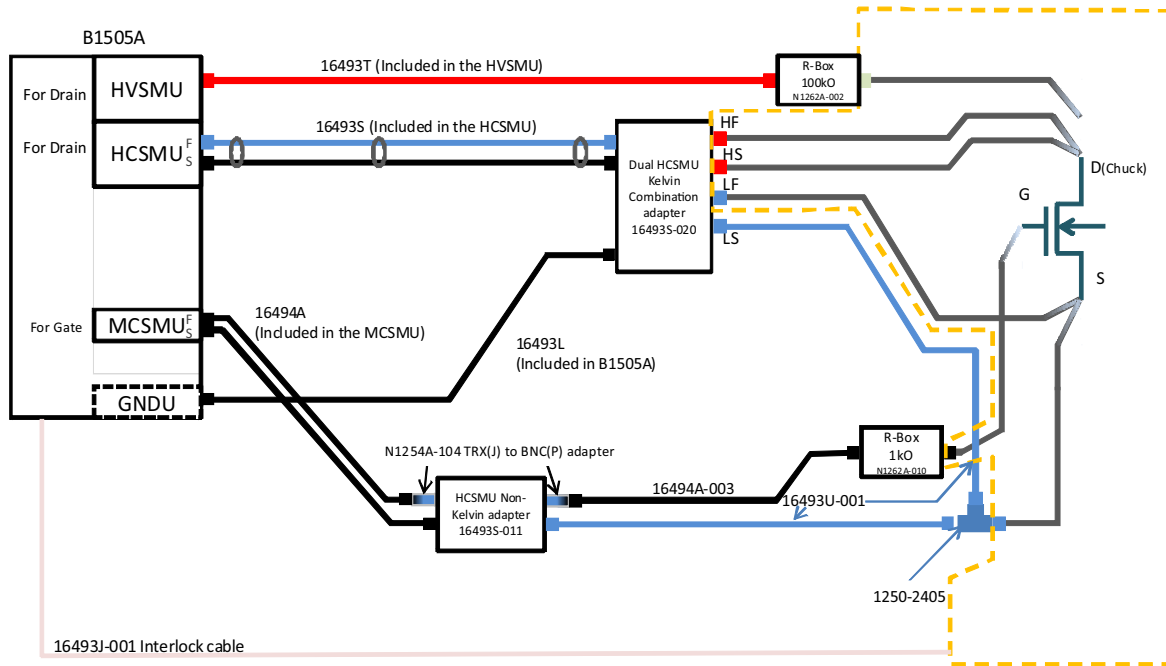 B1505A
For Drain
HVSMU
16493T (Included in the HVSMU)
R-Box
100kO
N1262A-002
For Drain
HCSMU
F
S
16493S (Included in the HCSMU)
Dual HCSMU
Kelvin
Combination
adapter
16493S-020
HF
HS
LF
LS
D(Chuck)
G
S
For Gate
MCSMU
F
S
16494A
(Included in the MCSMU)
16493L
(Included in B1505A)
GNDU
N1254A-104 TRX(J) to BNC(P) adapter
HCSMU Non-
Kelvin adapter
16493S-011
16494A-003
R-Box
1kO
N1262A-010
16493U-001
1250-2405
16493J-001 Interlock cable